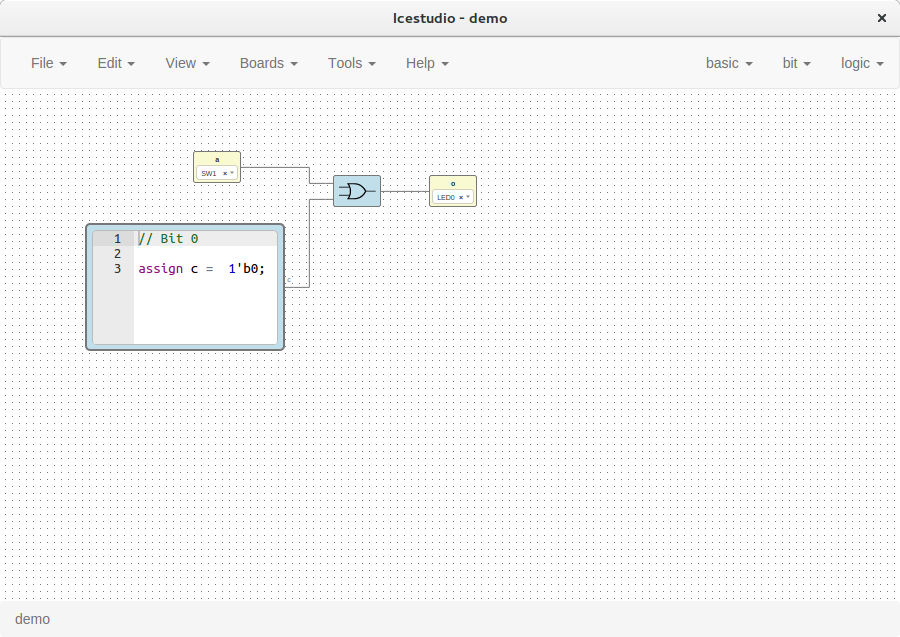 Icestudio - demo
File Edit View Boards Tools Help basic bit logic
a
SW1
o
LED0
1 // Bit 0
2
3 assign c =  1'b0;
c
demo